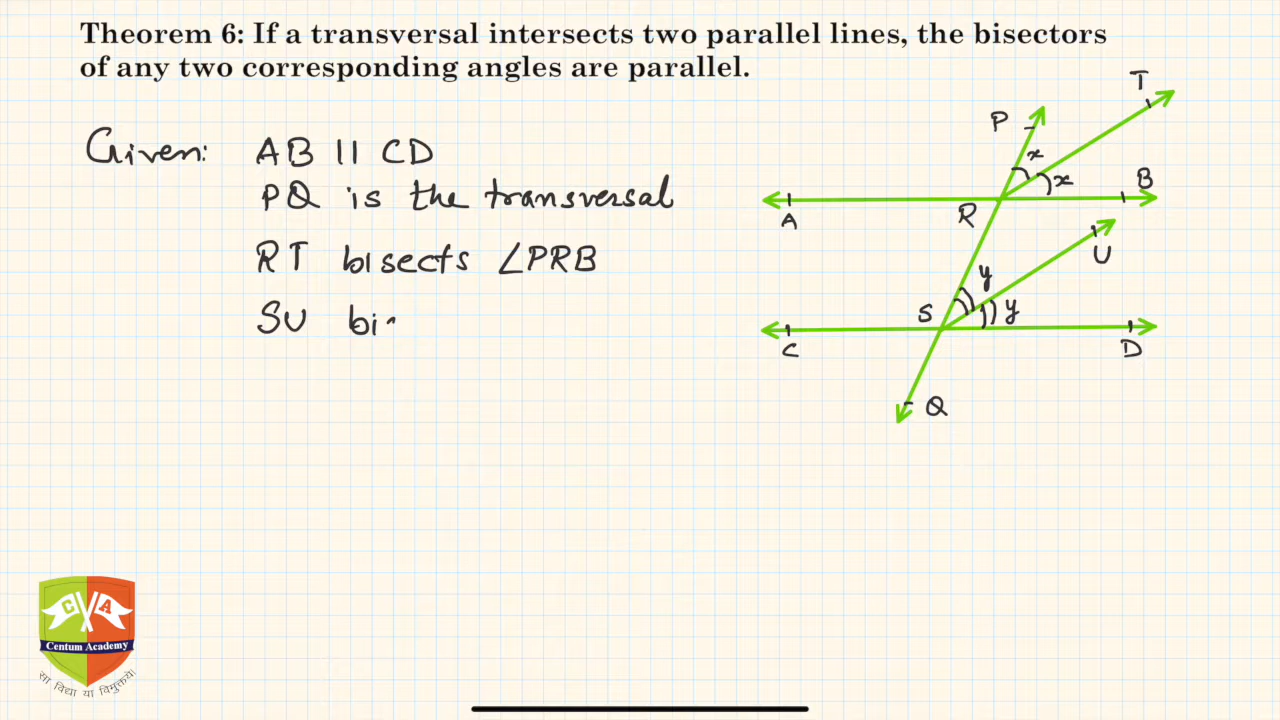 Theorem 6: If a transversal intersects two parallel lines, the bisectors
of any two corresponding angles are parallel.
Given: AB || CD
PQ is the transversal
RT bisects ∠PRB
SU bi
T
P
x
x
B
A
R
U
y
S
y
C
D
Q
C A
Centum Academy
सा विद्या या विमुक्तये।